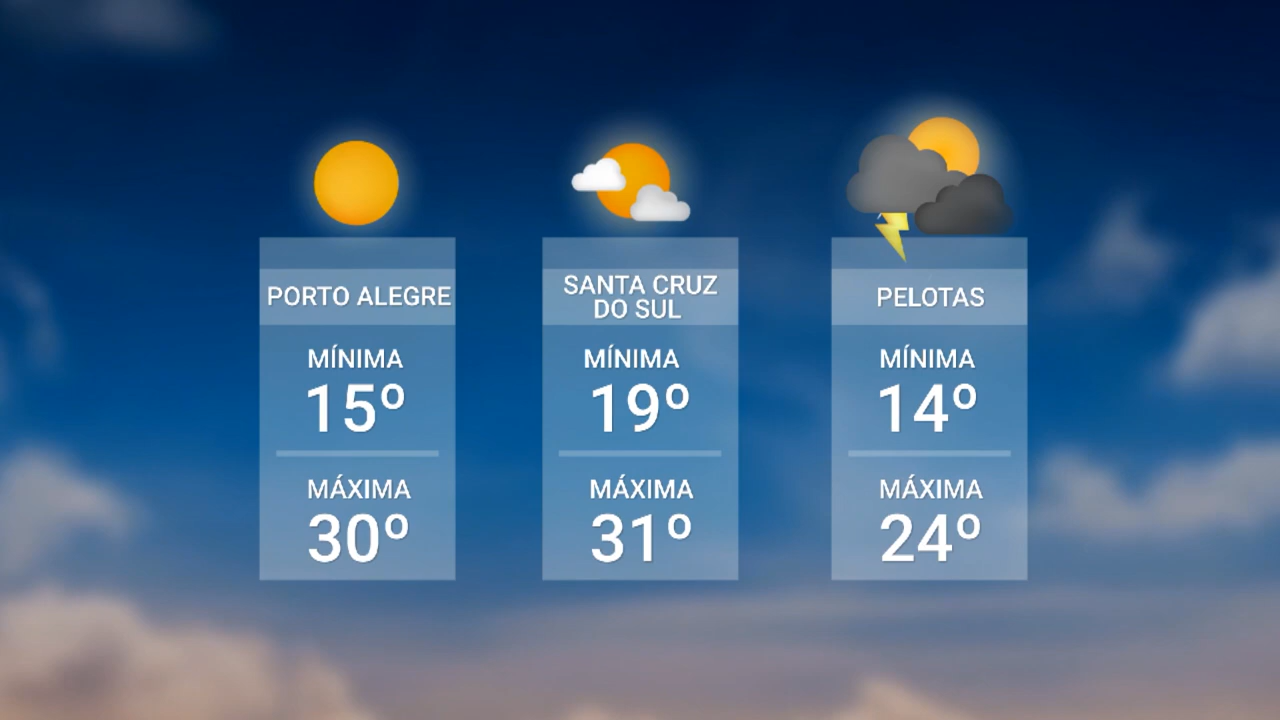 PORTO ALEGRE
MÍNIMA
15º
MÁXIMA
30º
SANTA CRUZ
DO SUL
MÍNIMA
19º
MÁXIMA
31º
PELOTAS
MÍNIMA
14º
MÁXIMA
24º